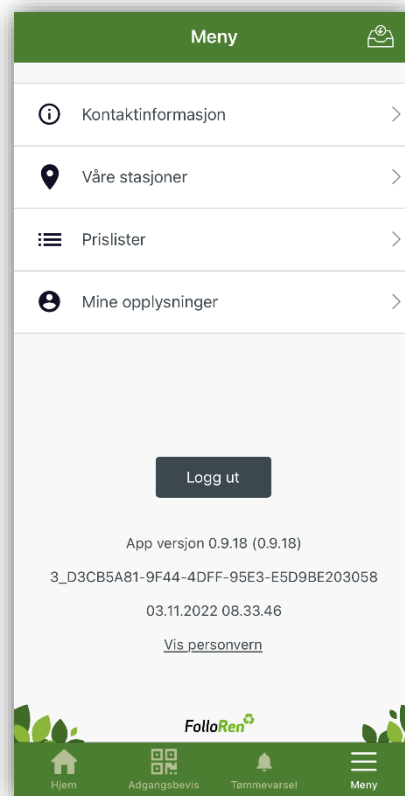 Meny
Kontaktinformasjon
Våre stasjoner
Prislister
Mine opplysninger
Logg ut
App versjon 0.9.18 (0.9.18)
3_D3CB5A81-9F44-4DFF-95E3-E5D9BE203058
03.11.2022 08.33.46
Vis personvern
FolloRen
Hjem Adgangsbevis Tømmevarsel Meny